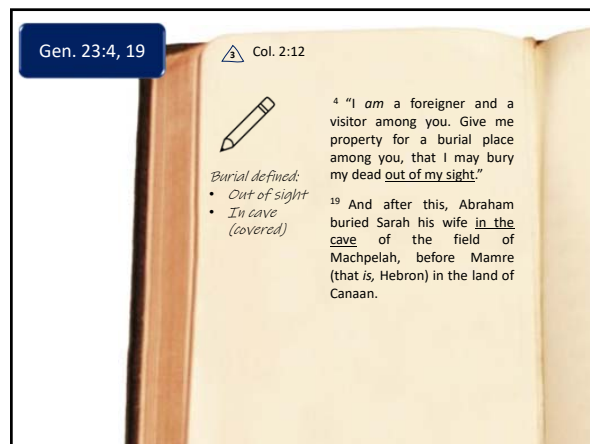 Gen. 23:4, 19
3 Col. 2:12
Burial defined:
• Out of sight
• In cave
(covered)
4 “I am a foreigner and a
visitor among you. Give me
property for a burial place
among you, that I may bury
my dead out of my sight.”
19 And after this, Abraham
buried Sarah his wife in the
cave of the field of
Machpelah, before Mamre
(that is, Hebron) in the land of
Canaan.